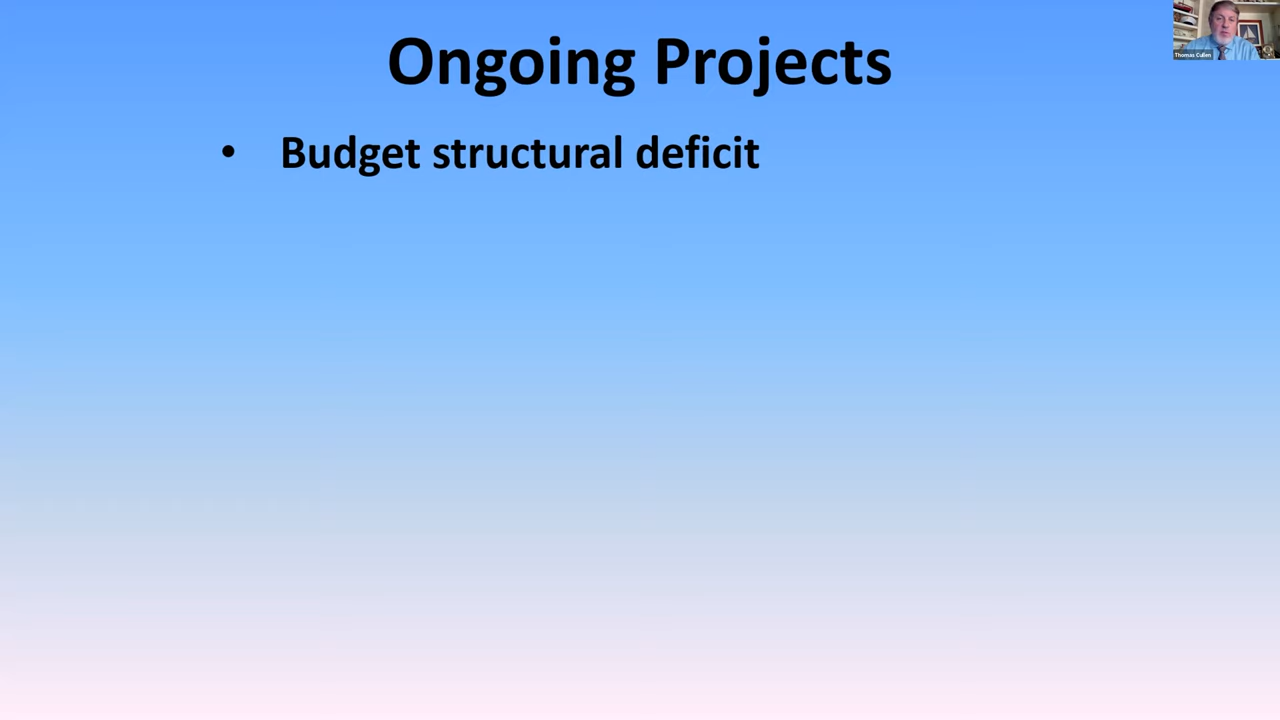 Ongoing Projects
Thomas Cullen
• Budget structural deficit